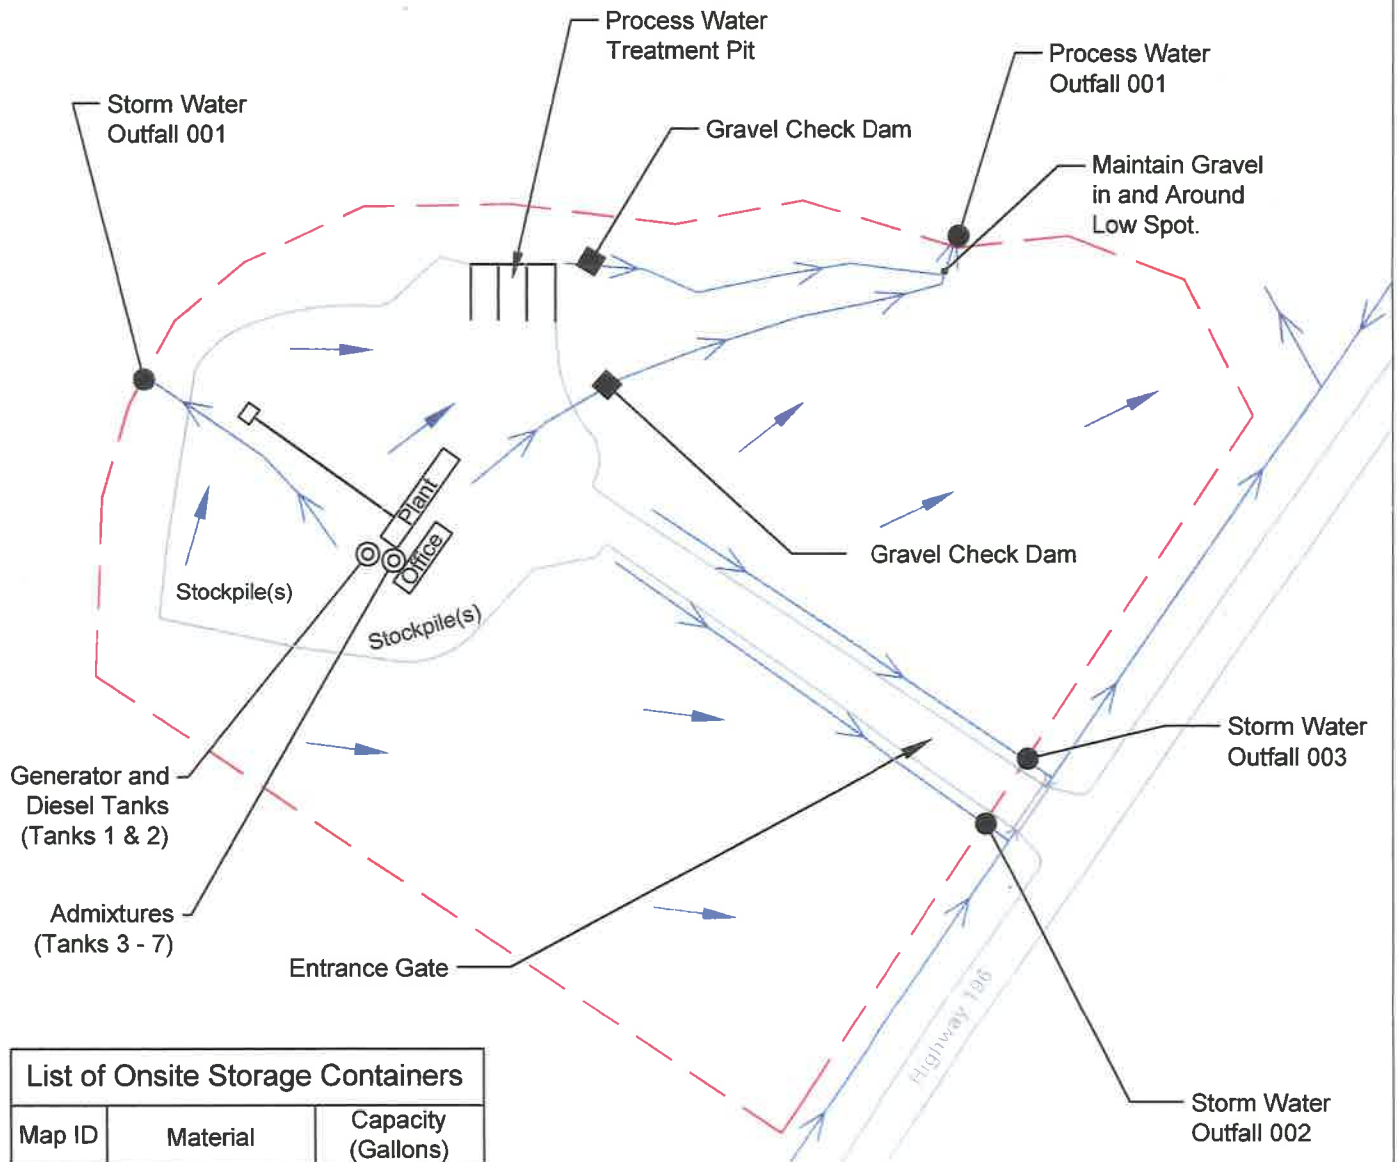 Process Water
Treatment Pit
Process Water
Outfall 001
Storm Water
Outfall 001
Gravel Check Dam
Maintain Gravel
in and Around
Low Spot.
Plant
Office
Gravel Check Dam
Stockpile(s)
Stockpile(s)
Storm Water
Outfall 003
Generator and
Diesel Tanks
(Tanks 1 & 2)
Admixtures
(Tanks 3 - 7)
Entrance Gate
Highway 196
Storm Water
Outfall 002
List of Onsite Storage Containers
Map ID
Material
Capacity
(Gallons)